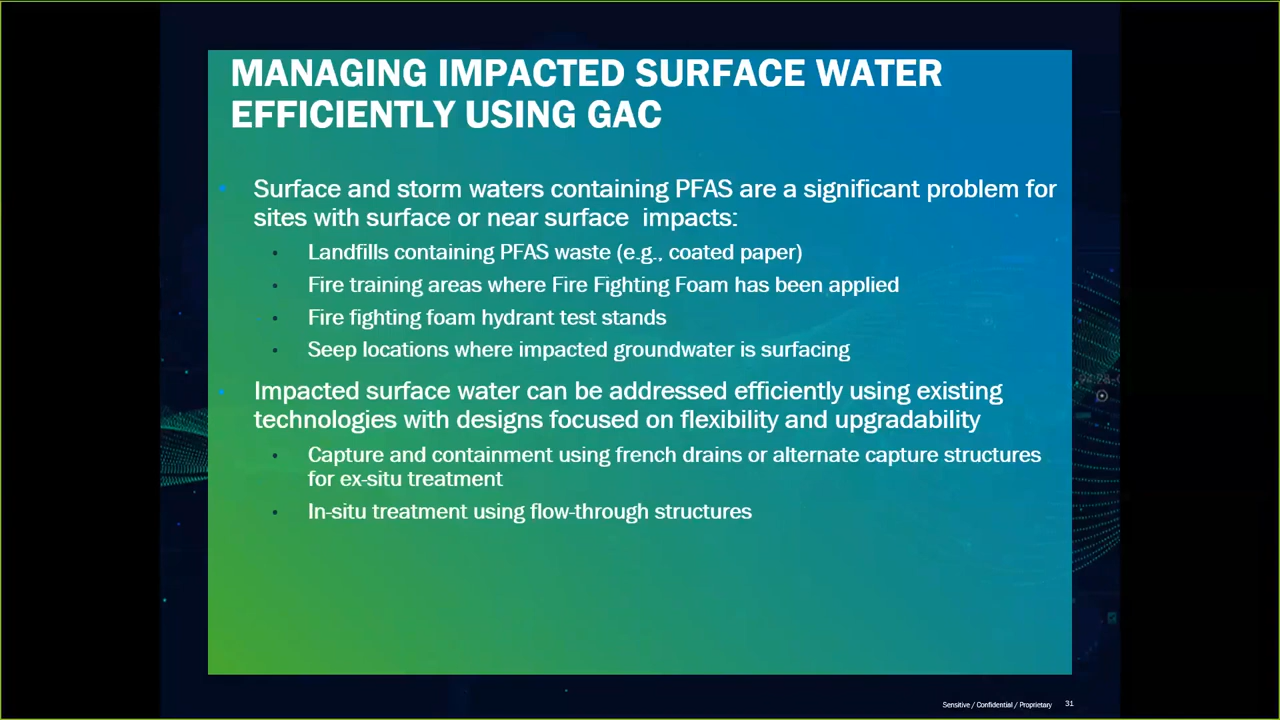 MANAGING IMPACTED SURFACE WATER
EFFICIENTLY USING GAC
Surface and storm waters containing PFAS are a significant problem for
sites with surface or near surface impacts:
Landfills containing PFAS waste (e.g., coated paper)
Fire training areas where Fire Fighting Foam has been applied
Fire fighting foam hydrant test stands
Seep locations where impacted groundwater is surfacing
Impacted surface water can be addressed efficiently using existing
technologies with designs focused on flexibility and upgradability
Capture and containment using french drains or alternate capture structures
for ex-situ treatment
In-situ treatment using flow-through structures
Sensitive / Confidential / Proprietary 31